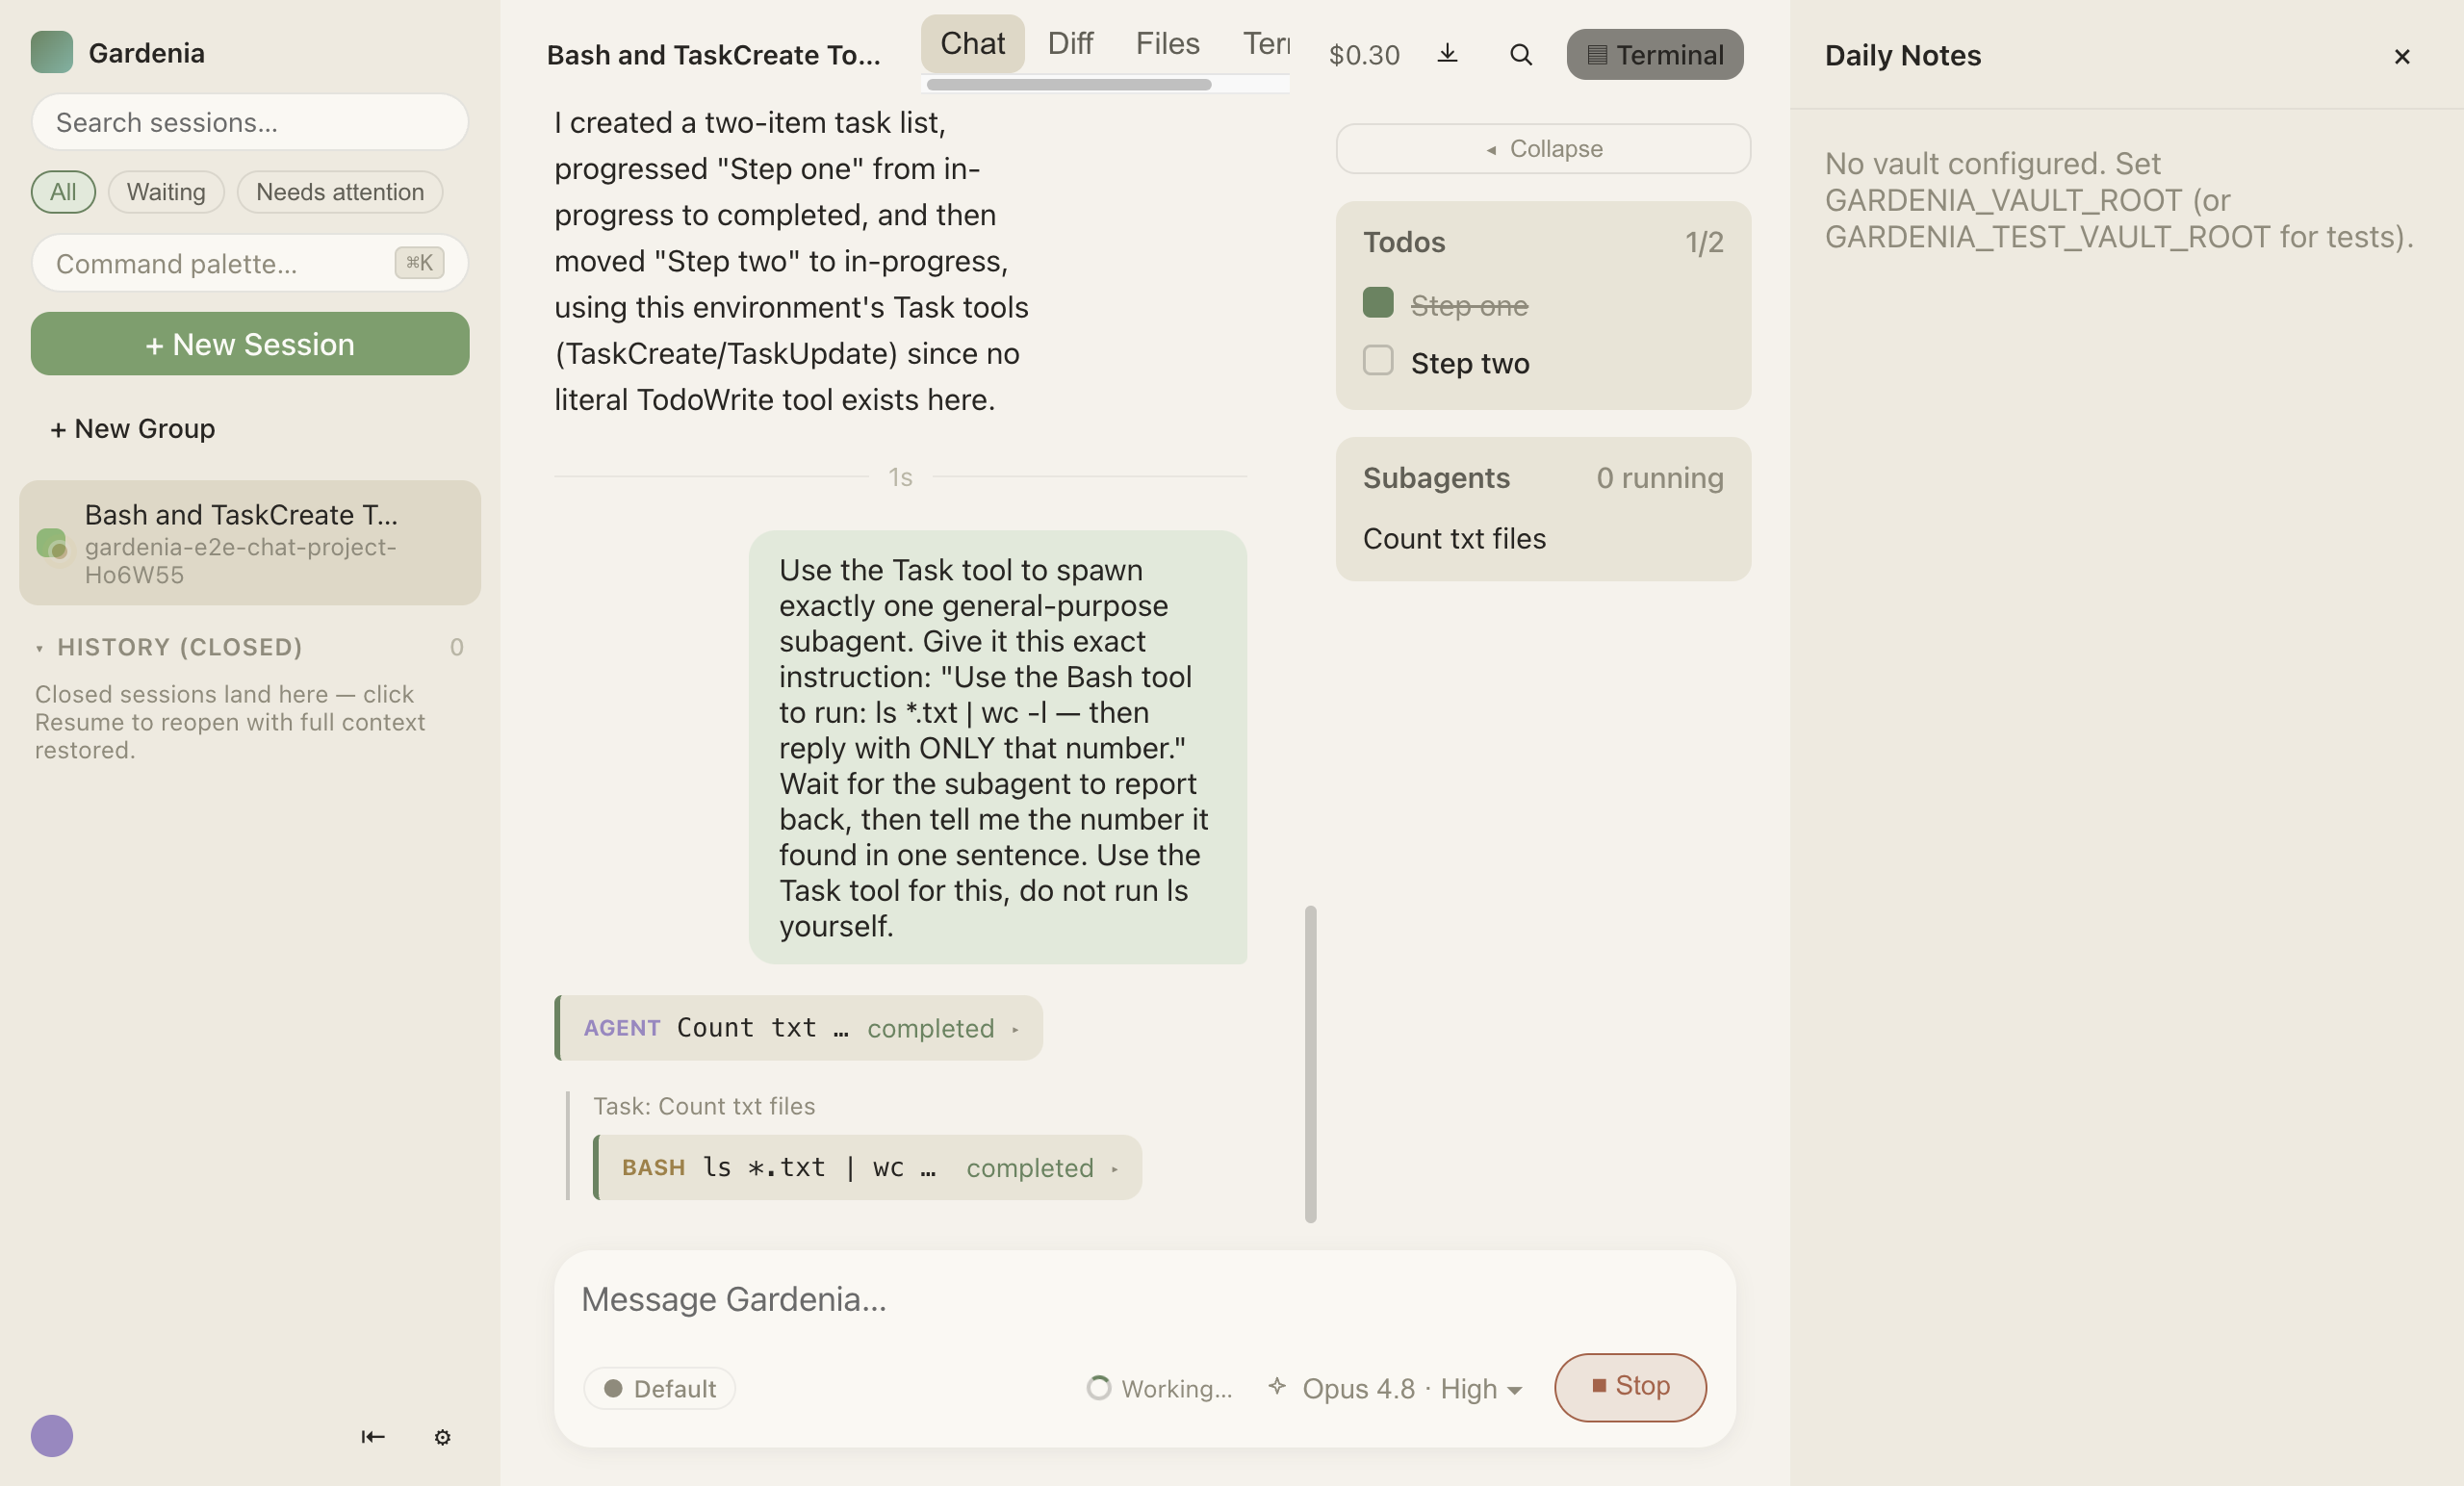 Gardenia
Search sessions...
All
Waiting
Needs attention
Command palette...
⌘K
+ New Session
+ New Group
Bash and TaskCreate T...
gardenia-e2e-chat-project-
Ho6W55
▾ HISTORY (CLOSED) 0
Closed sessions land here — click
Resume to reopen with full context
restored.
Bash and TaskCreate To...
Chat
Diff
Files
$0.30
Terminal
I created a two-item task list,
progressed "Step one" from in-
progress to completed, and then
moved "Step two" to in-progress,
using this environment's Task tools
(TaskCreate/TaskUpdate) since no
literal TodoWrite tool exists here.
1s
Use the Task tool to spawn
exactly one general-purpose
subagent. Give it this exact
instruction: "Use the Bash tool
to run: ls *.txt | wc -l — then
reply with ONLY that number."
Wait for the subagent to report
back, then tell me the number it
found in one sentence. Use the
Task tool for this, do not run ls
yourself.
AGENT Count txt … completed ▸
Task: Count txt files
BASH ls *.txt | wc … completed ▸
Message Gardenia...
Default
Working...
Opus 4.8 · High
Stop
◂ Collapse
Todos 1/2
Step one
Step two
Subagents 0 running
Count txt files
Daily Notes
×
No vault configured. Set
GARDENIA_VAULT_ROOT (or
GARDENIA_TEST_VAULT_ROOT for tests).